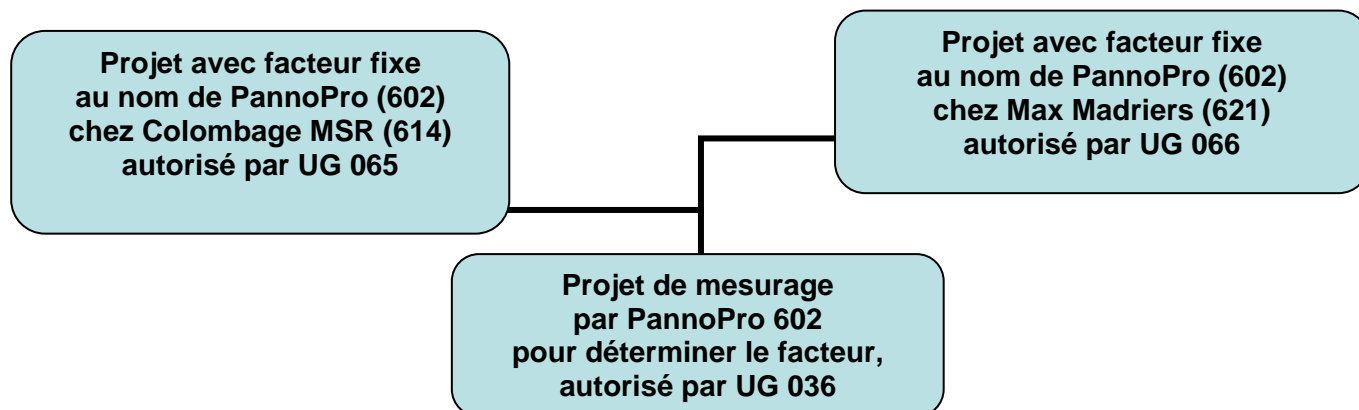 Projet avec facteur fixe
au nom de PannoPro (602)
chez Colombage MSR (614)
autorisé par UG 065
Projet avec facteur fixe
au nom de PannoPro (602)
chez Max Madriers (621)
autorisé par UG 066
Projet de mesurage
par PannoPro 602
pour déterminer le facteur,
autorisé par UG 036